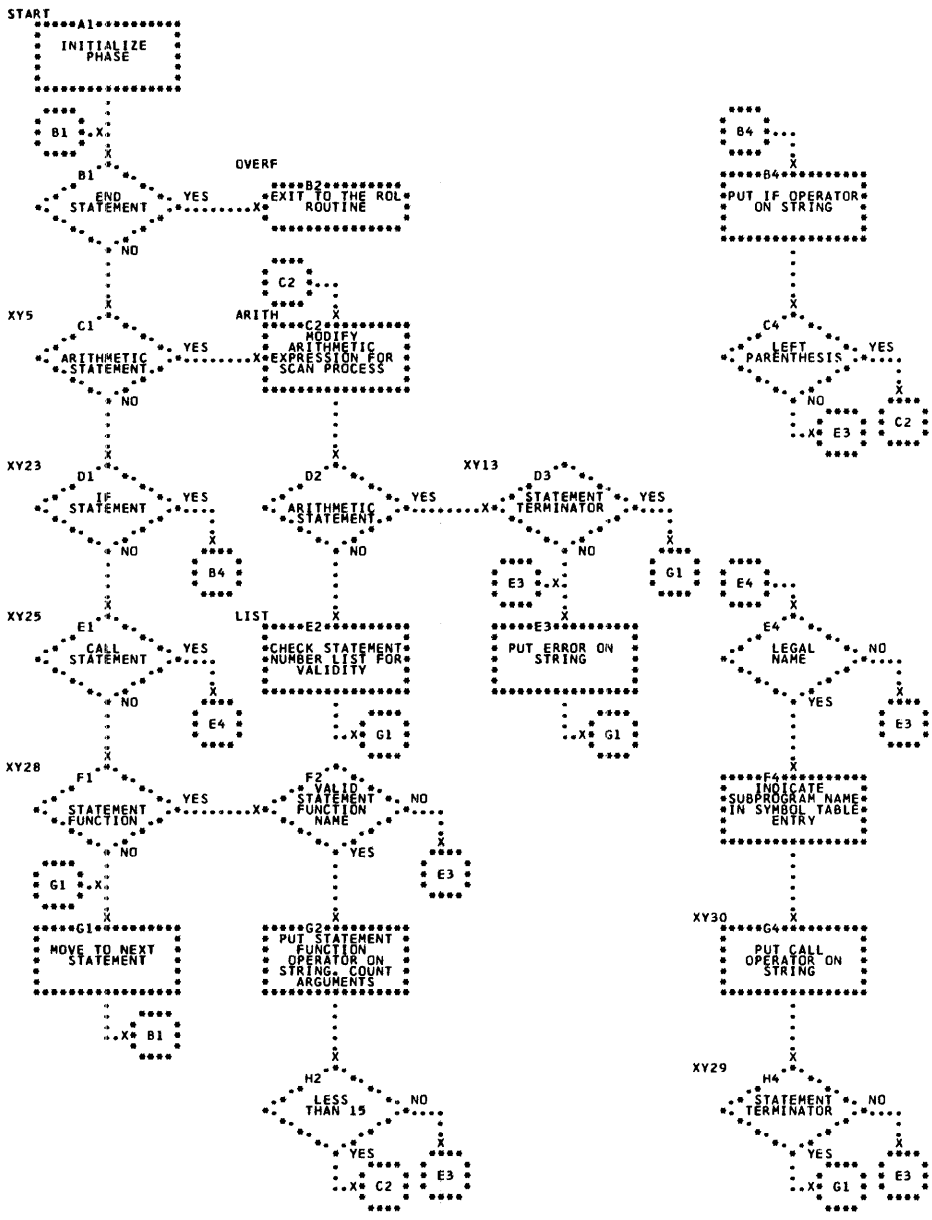 START
A1
INITIALIZE
PHASE
B1
B4
B1
END
STATEMENT
YES
NO
OVERF
B2
EXIT TO THE ROL
ROUTINE
B4
PUT IF OPERATOR
ON STRING
C2
XY5
C1
ARITHMETIC
STATEMENT
YES
NO
ARITH
C2
MODIFY
ARITHMETIC
EXPRESSION FOR
SCAN PROCESS
C4
LEFT
PARENTHESIS
YES
NO
E3
C2
XY23
D1
IF
STATEMENT
YES
NO
B4
D2
ARITHMETIC
STATEMENT
YES
NO
XY13
D3
STATEMENT
TERMINATOR
YES
NO
G1
E3
E4
XY25
E1
CALL
STATEMENT
YES
NO
E4
LIST
E2
CHECK STATEMENT
NUMBER LIST FOR
VALIDITY
G1
E3
PUT ERROR ON
STRING
G1
E4
LEGAL
NAME
NO
YES
E3
XY28
F1
STATEMENT
FUNCTION
YES
NO
F2
VALID
STATEMENT
FUNCTION
NAME
NO
YES
E3
F4
INDICATE
SUBPROGRAM NAME
IN SYMBOL TABLE
ENTRY
G1
G1
MOVE TO NEXT
STATEMENT
B1
G2
PUT STATEMENT
FUNCTION
OPERATOR ON
STRING. COUNT
ARGUMENTS
XY30
G4
PUT CALL
OPERATOR ON
STRING
H2
LESS
THAN 15
NO
YES
C2
E3
XY29
H4
STATEMENT
TERMINATOR
NO
YES
G1
E3